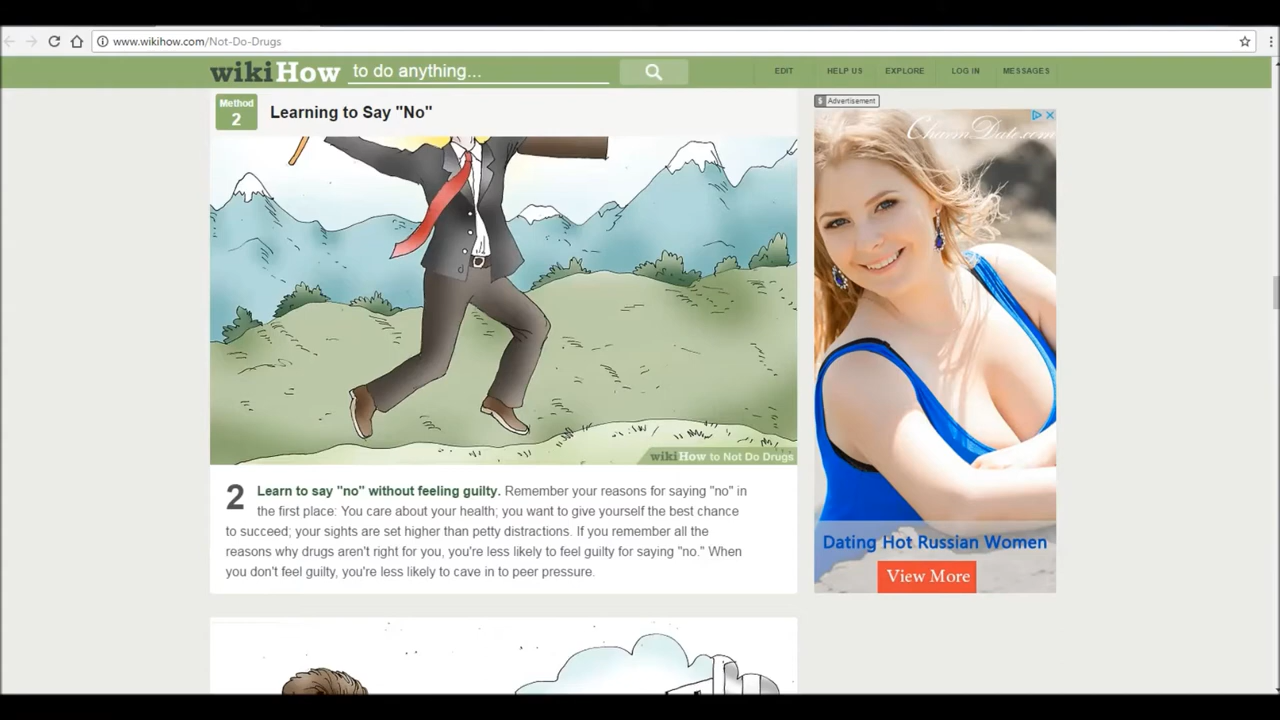 www.wikihow.com/Not-Do-Drugs
wikiHow to do anything...
EDIT HELP US EXPLORE LOG IN MESSAGES
Method
2
Learning to Say "No"
wikiHow to Not Do Drugs
2 Learn to say "no" without feeling guilty. Remember your reasons for saying "no" in
the first place: You care about your health; you want to give yourself the best chance
to succeed; your sights are set higher than petty distractions. If you remember all the
reasons why drugs aren't right for you, you're less likely to feel guilty for saying "no." When
you don't feel guilty, you're less likely to cave in to peer pressure.
$ Advertisement
CharmDate.com
Dating Hot Russian Women
View More